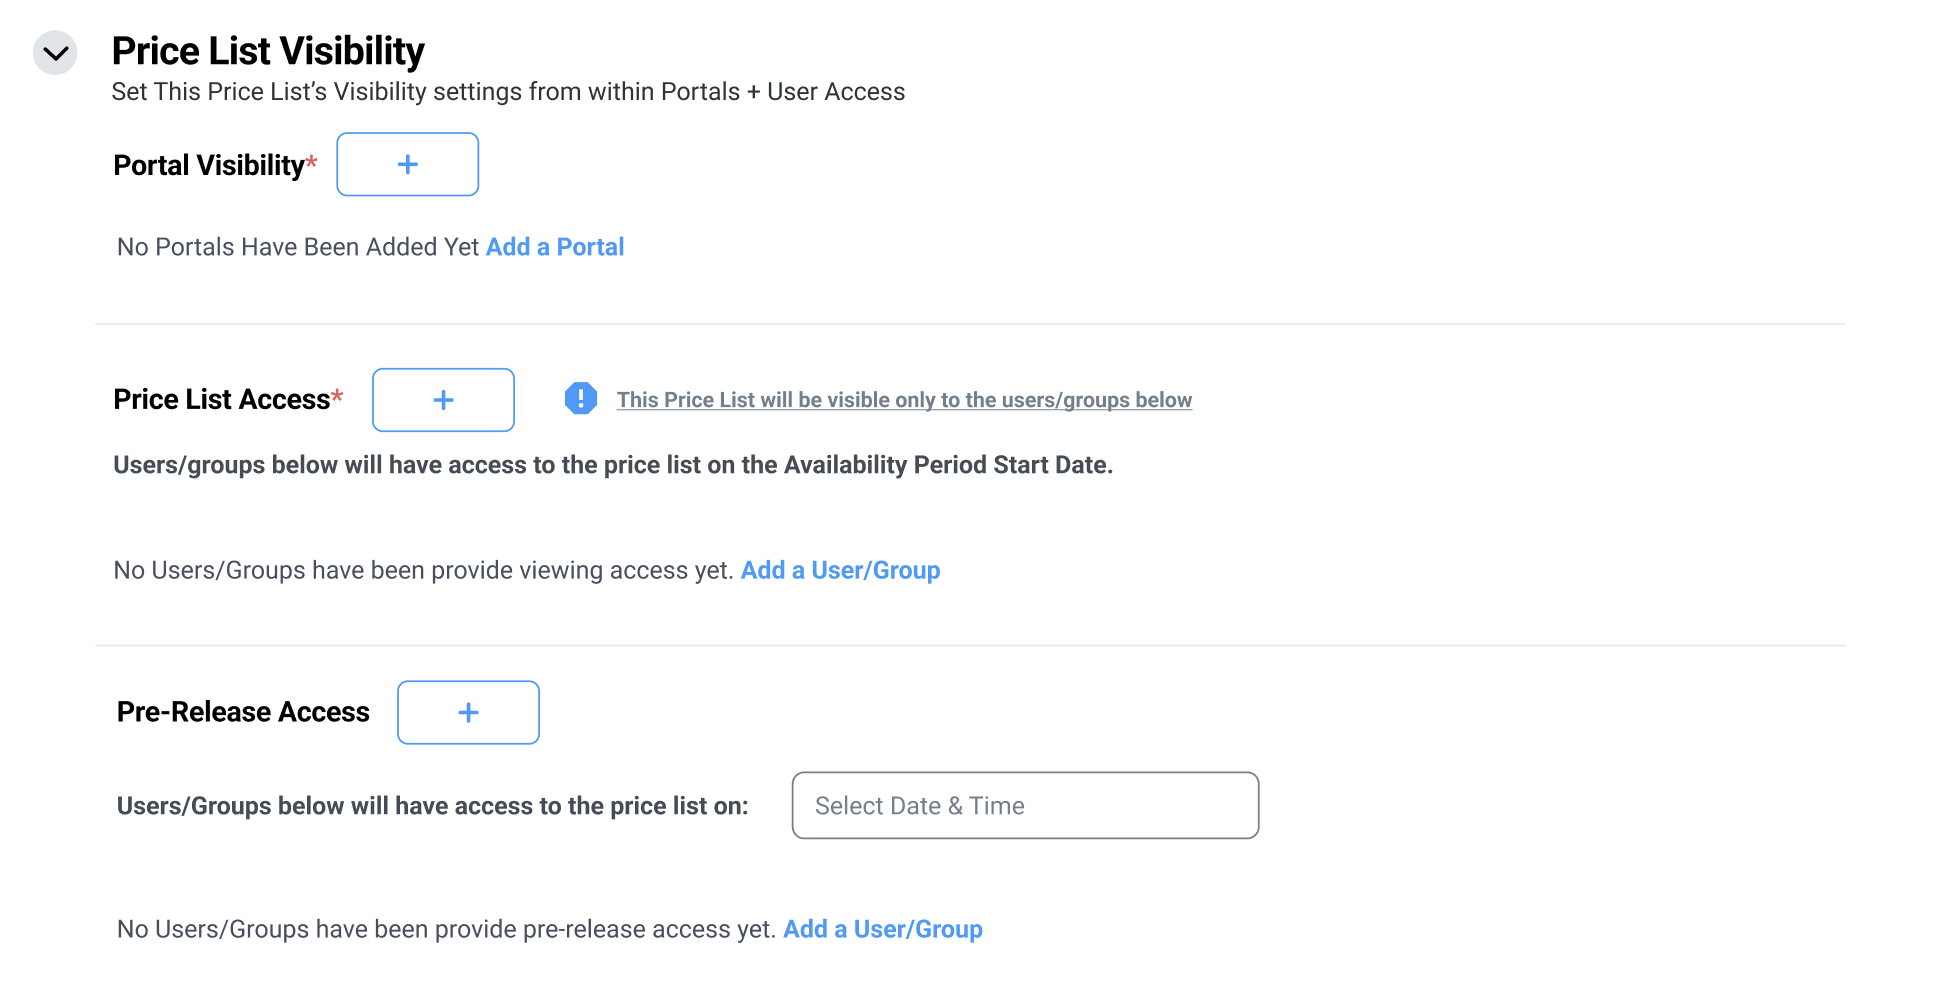 Price List Visibility
Set This Price List’s Visibility settings from within Portals + User Access
Portal Visibility* +
No Portals Have Been Added Yet Add a Portal
Price List Access* + ! This Price List will be visible only to the users/groups below
Users/groups below will have access to the price list on the Availability Period Start Date.
No Users/Groups have been provide viewing access yet. Add a User/Group
Pre-Release Access +
Users/Groups below will have access to the price list on: Select Date & Time
No Users/Groups have been provide pre-release access yet. Add a User/Group